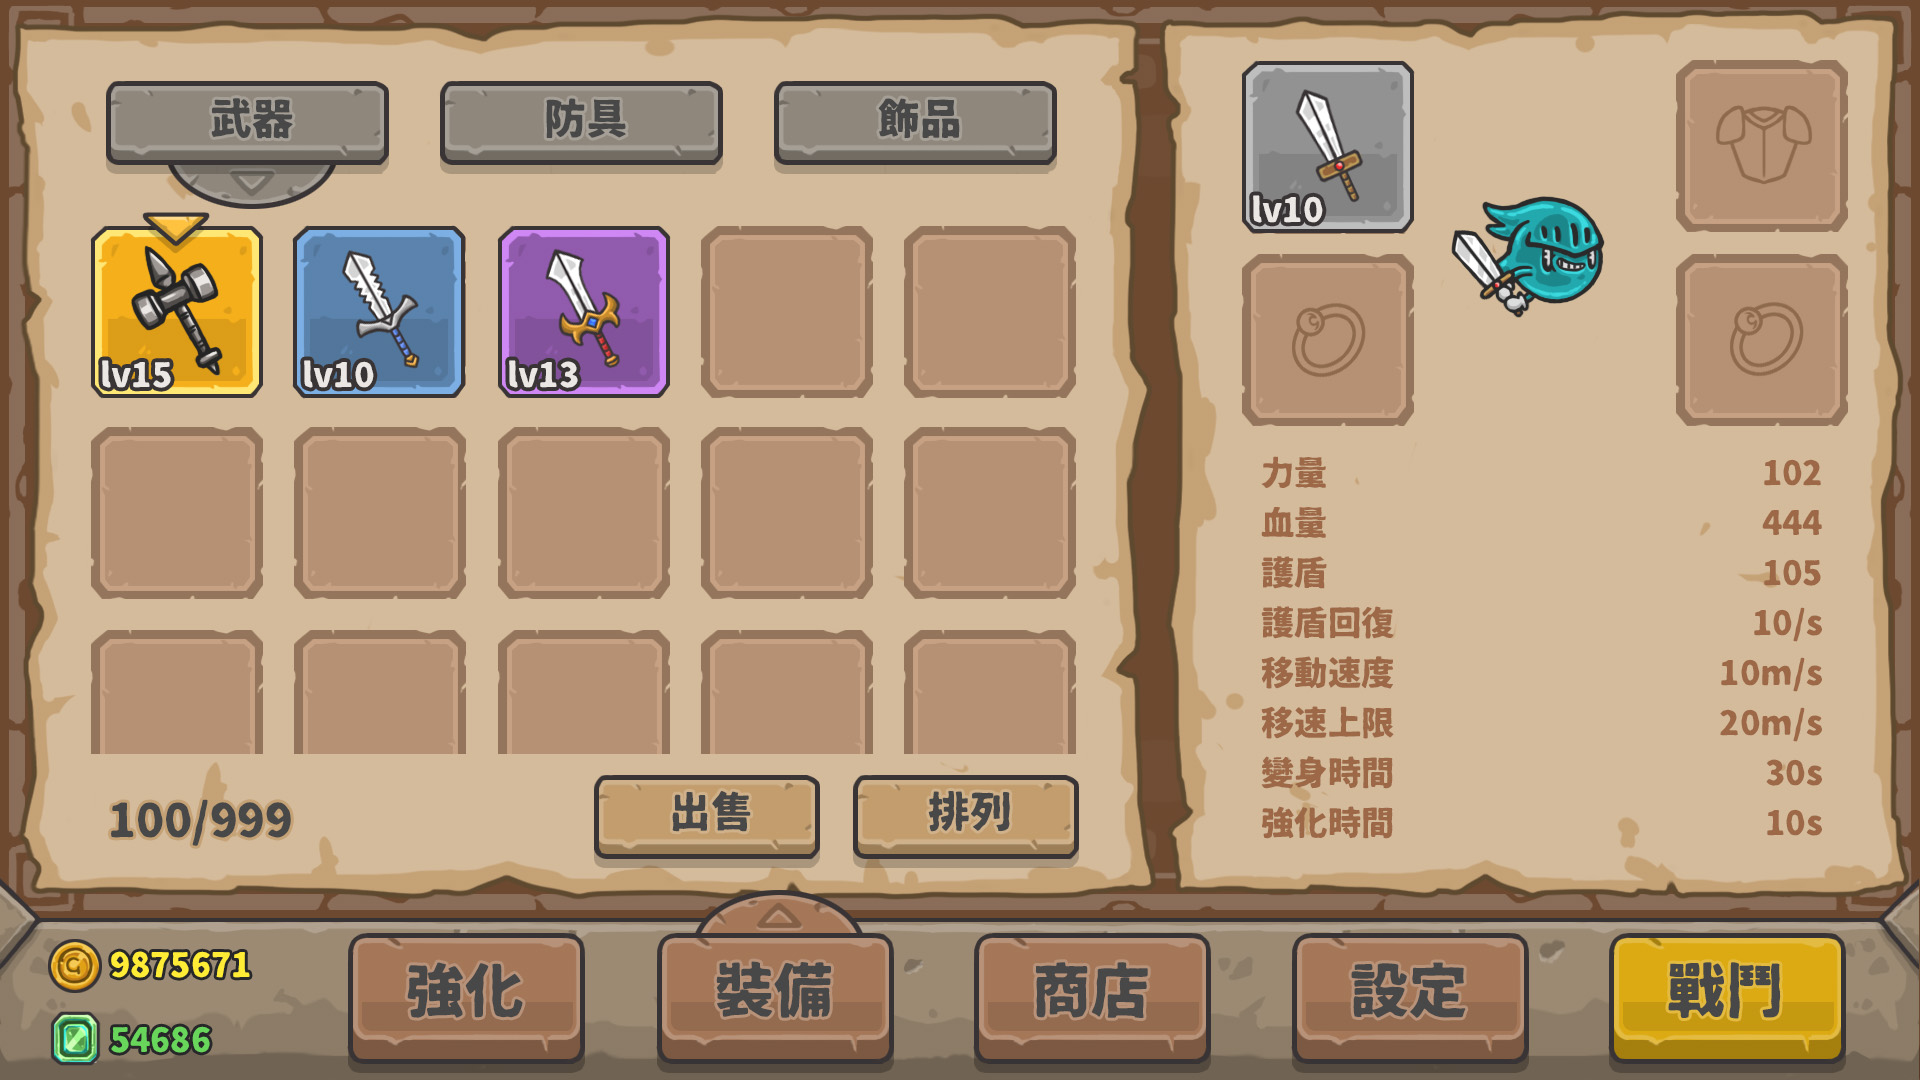 武器
防具
飾品
lv15
lv10
lv13
100/999
出售
排列
lv10
力量 102
血量 444
護盾 105
護盾回復 10/s
移動速度 10m/s
移速上限 20m/s
變身時間 30s
強化時間 10s
9875671
54686
強化
裝備
商店
設定
戰鬥